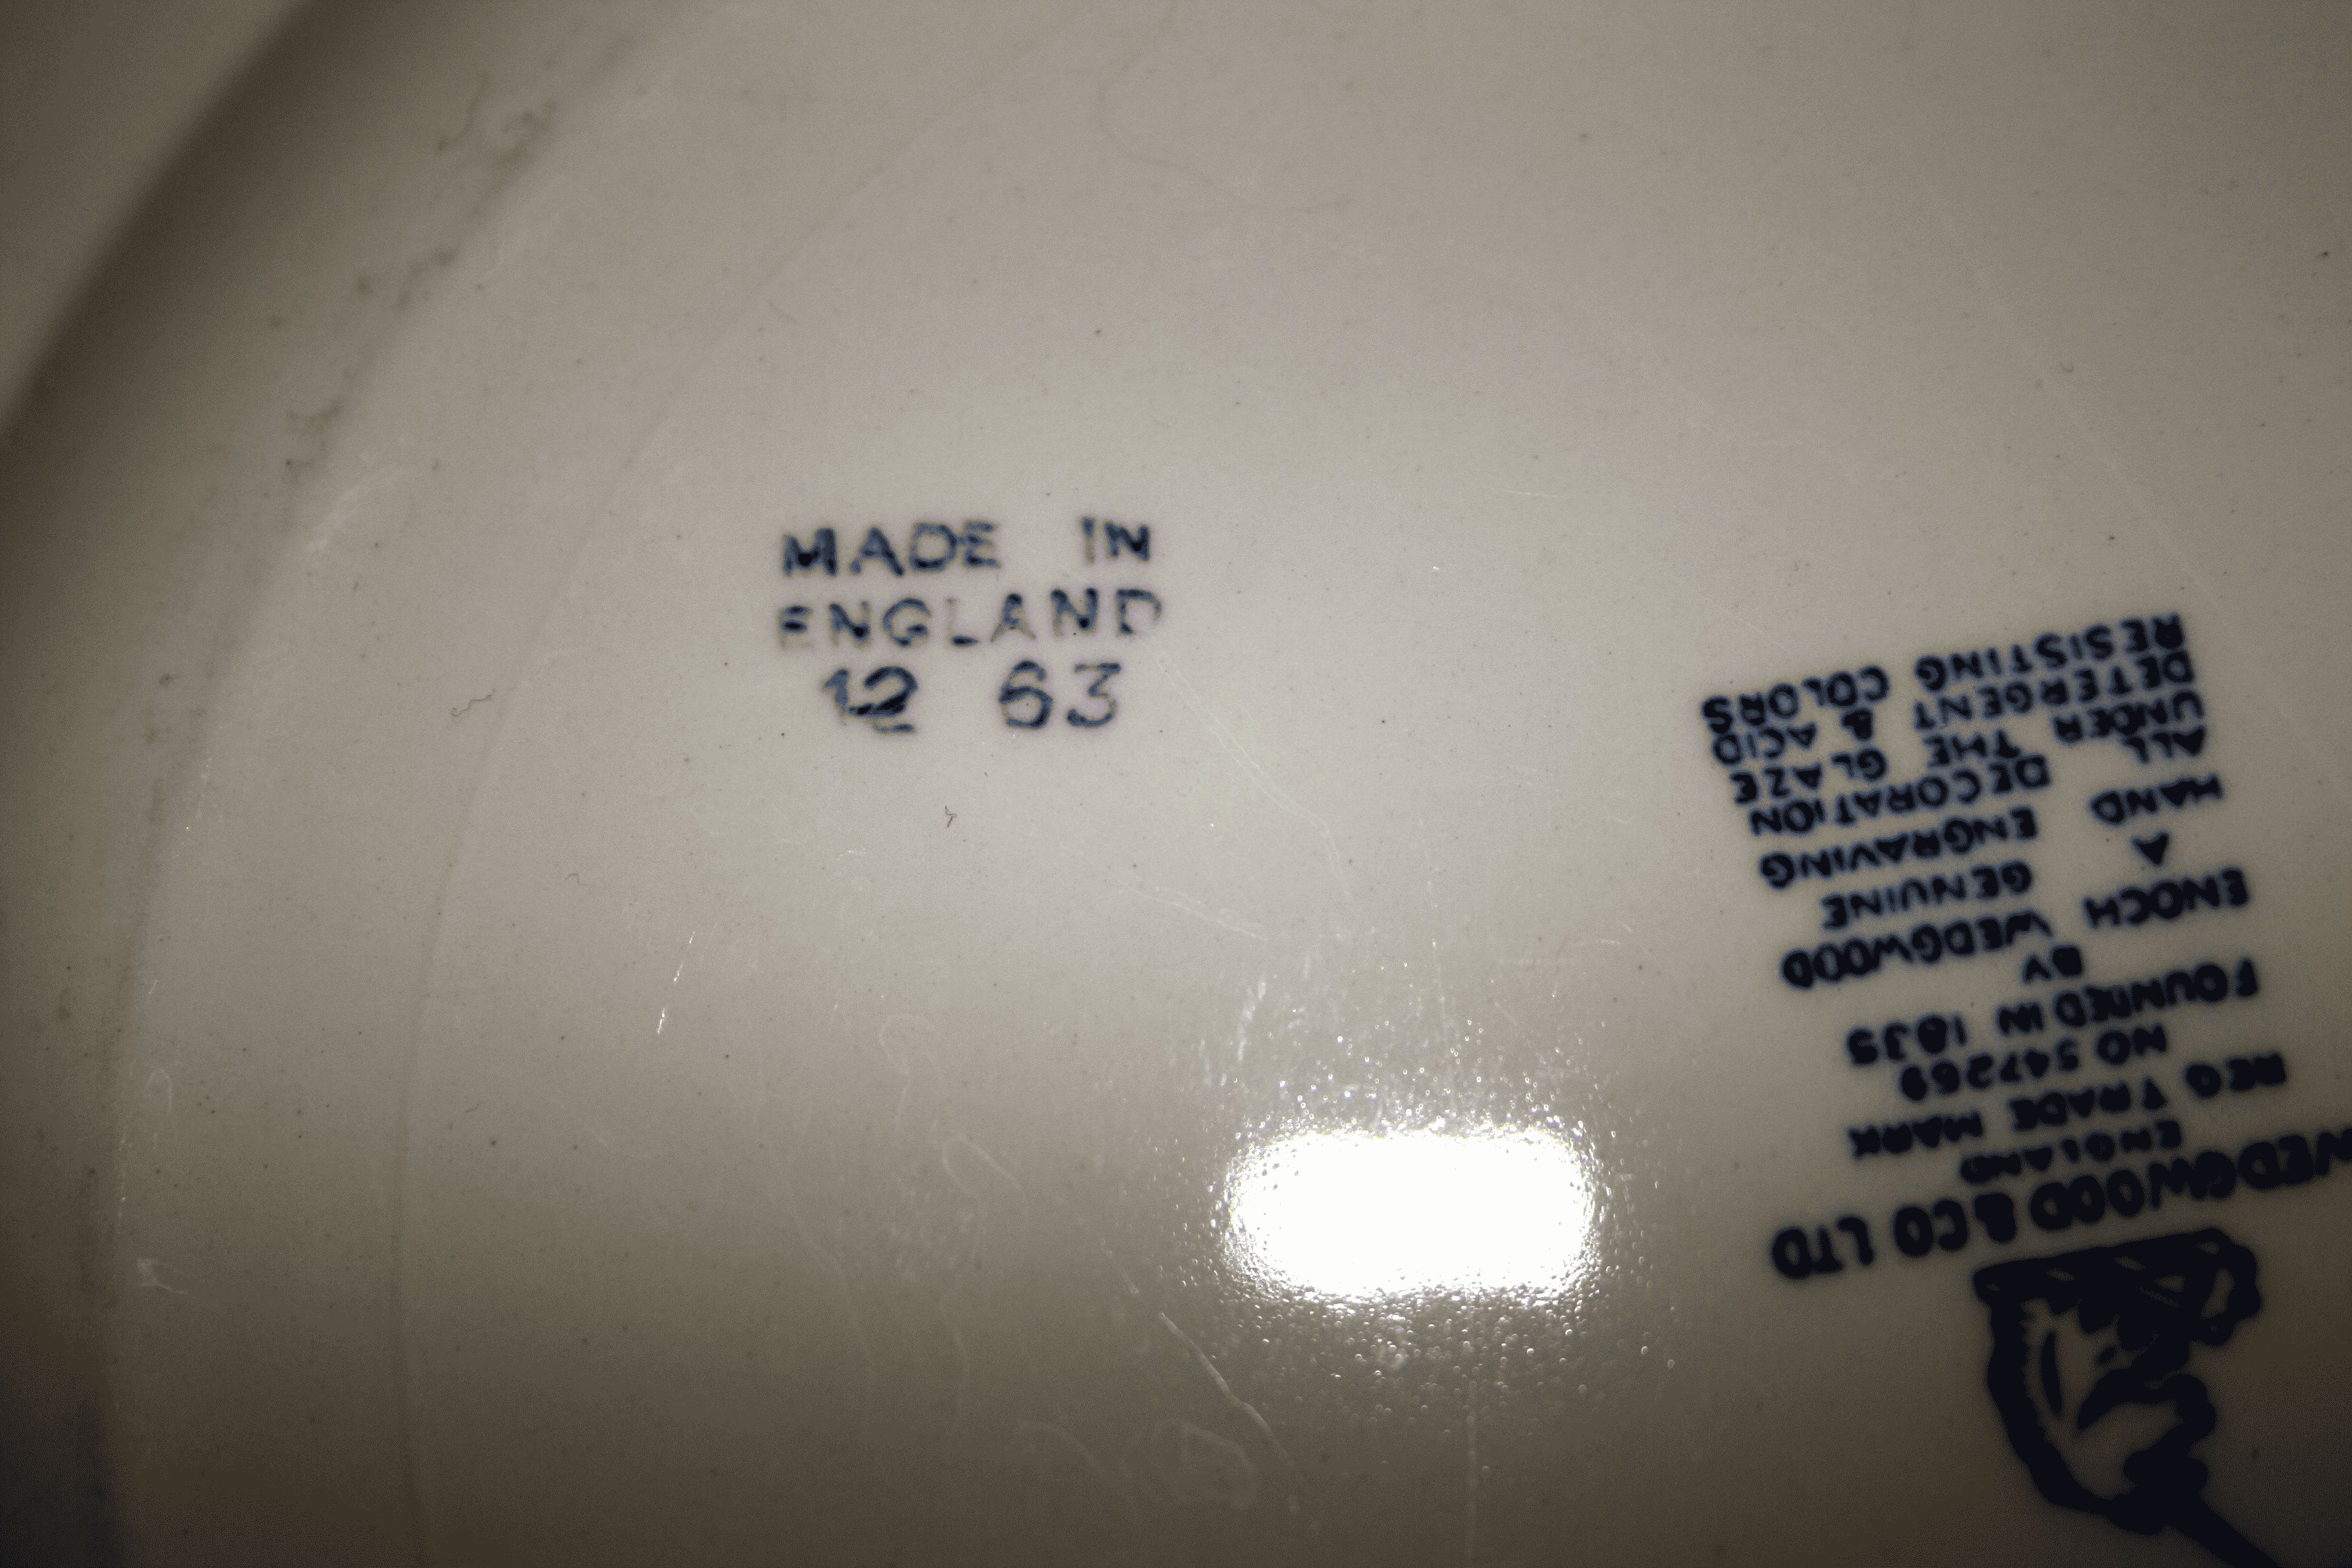 MADE IN
ENGLAND
12 63
WEDGWOOD & CO LTD
ENGLAND
REG TRADE MARK
NO 547269
FOUNDED IN 1835
BY
ENOCH WEDGWOOD
A GENUINE
HAND ENGRAVING
ALL DECORATION
UNDER THE GLAZE
DETERGENT & ACID
RESISTING COLORS